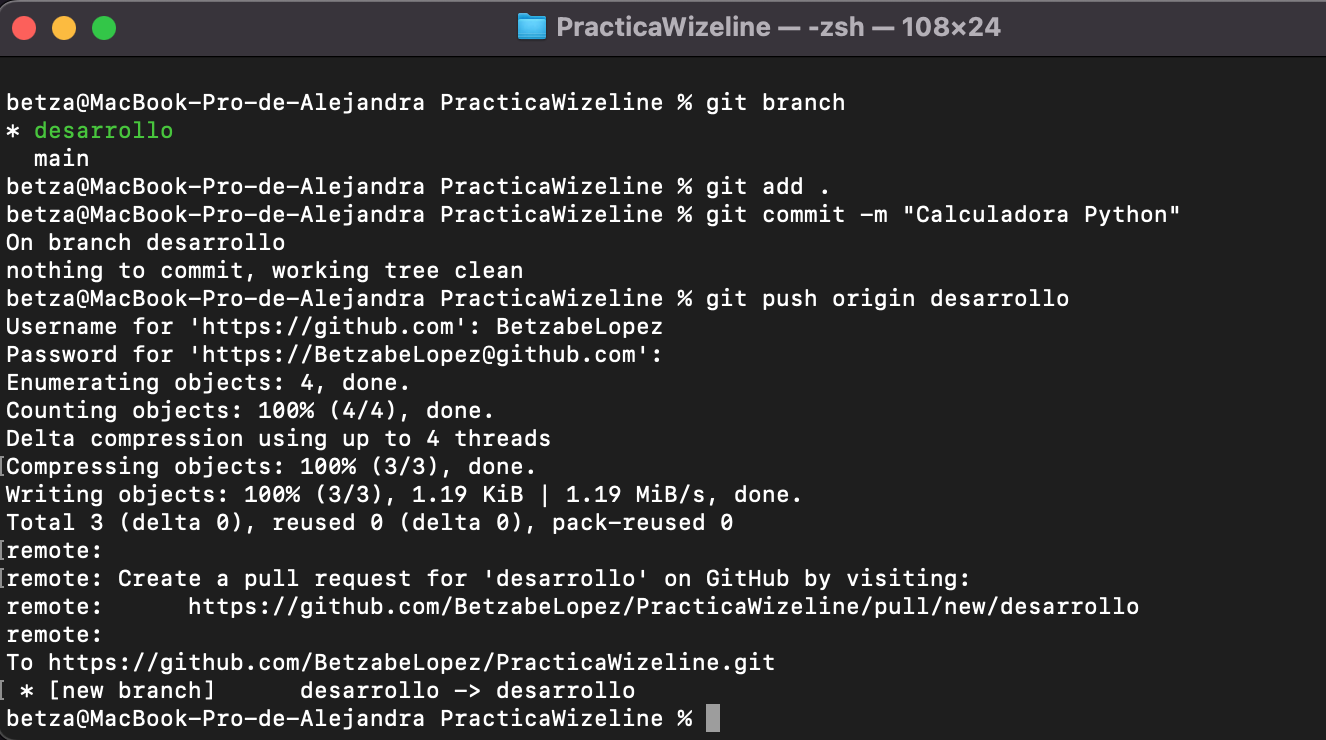 PracticaWizeline — -zsh — 108×24
betza@MacBook-Pro-de-Alejandra PracticaWizeline % git branch
* desarrollo
  main
betza@MacBook-Pro-de-Alejandra PracticaWizeline % git add .
betza@MacBook-Pro-de-Alejandra PracticaWizeline % git commit -m "Calculadora Python"
On branch desarrollo
nothing to commit, working tree clean
betza@MacBook-Pro-de-Alejandra PracticaWizeline % git push origin desarrollo
Username for 'https://github.com': BetzabeLopez
Password for 'https://BetzabeLopez@github.com':
Enumerating objects: 4, done.
Counting objects: 100% (4/4), done.
Delta compression using up to 4 threads
Compressing objects: 100% (3/3), done.
Writing objects: 100% (3/3), 1.19 KiB | 1.19 MiB/s, done.
Total 3 (delta 0), reused 0 (delta 0), pack-reused 0
remote:
remote: Create a pull request for 'desarrollo' on GitHub by visiting:
remote:      https://github.com/BetzabeLopez/PracticaWizeline/pull/new/desarrollo
remote:
To https://github.com/BetzabeLopez/PracticaWizeline.git
 * [new branch]      desarrollo -> desarrollo
betza@MacBook-Pro-de-Alejandra PracticaWizeline %